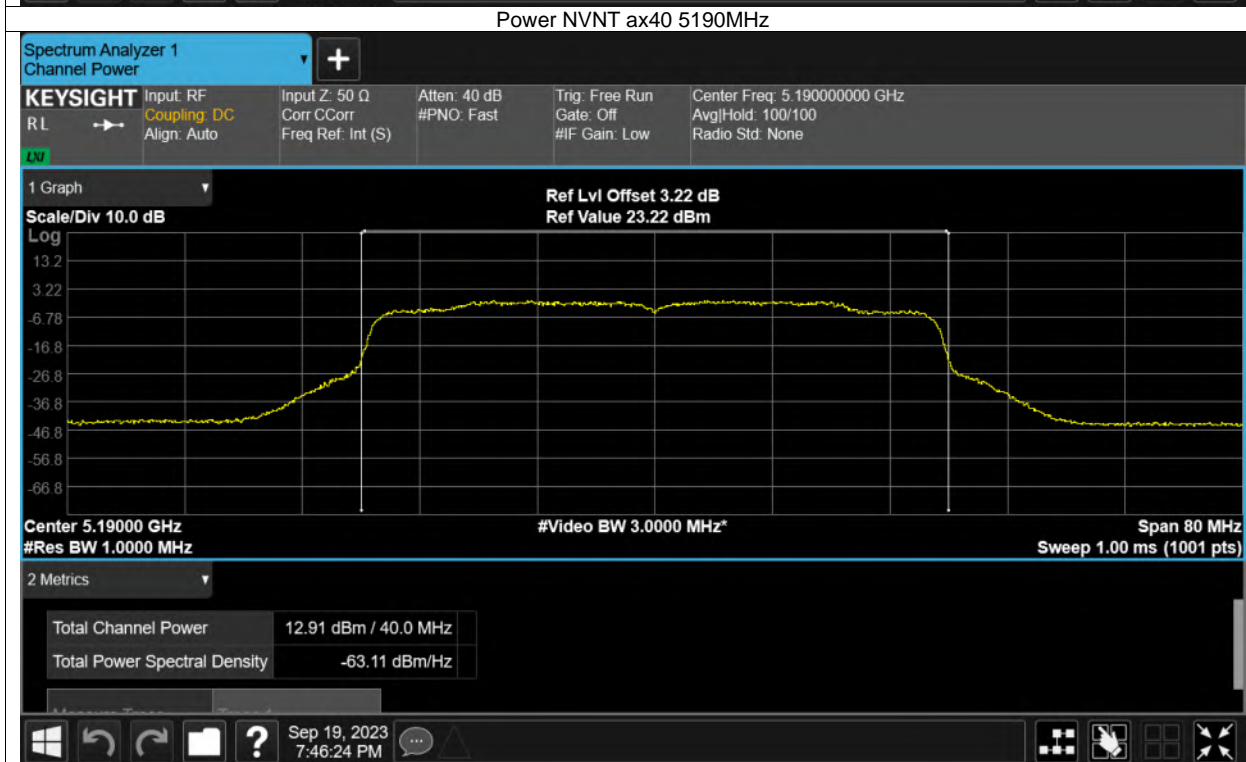 Power NVNT ax40 5190MHz
Spectrum Analyzer 1
Channel Power
+
KEYSIGHT Input: RF Input Z: 50 Ω Atten: 40 dB Trig: Free Run Center Freq: 5.190000000 GHz
RL Coupling: DC Corr CCorr #PNO: Fast Gate: Off Avg|Hold: 100/100
Align: Auto Freq Ref: Int (S) #IF Gain: Low Radio Std: None
LXI
1 Graph
Ref Lvl Offset 3.22 dB
Scale/Div 10.0 dB Ref Value 23.22 dBm
Log
13.2
3.22
-6.78
-16.8
-26.8
-36.8
-46.8
-56.8
-66.8
Center 5.19000 GHz #Video BW 3.0000 MHz* Span 80 MHz
#Res BW 1.0000 MHz Sweep 1.00 ms (1001 pts)
2 Metrics
Total Channel Power 12.91 dBm / 40.0 MHz
Total Power Spectral Density -63.11 dBm/Hz
? Sep 19, 2023
7:46:24 PM